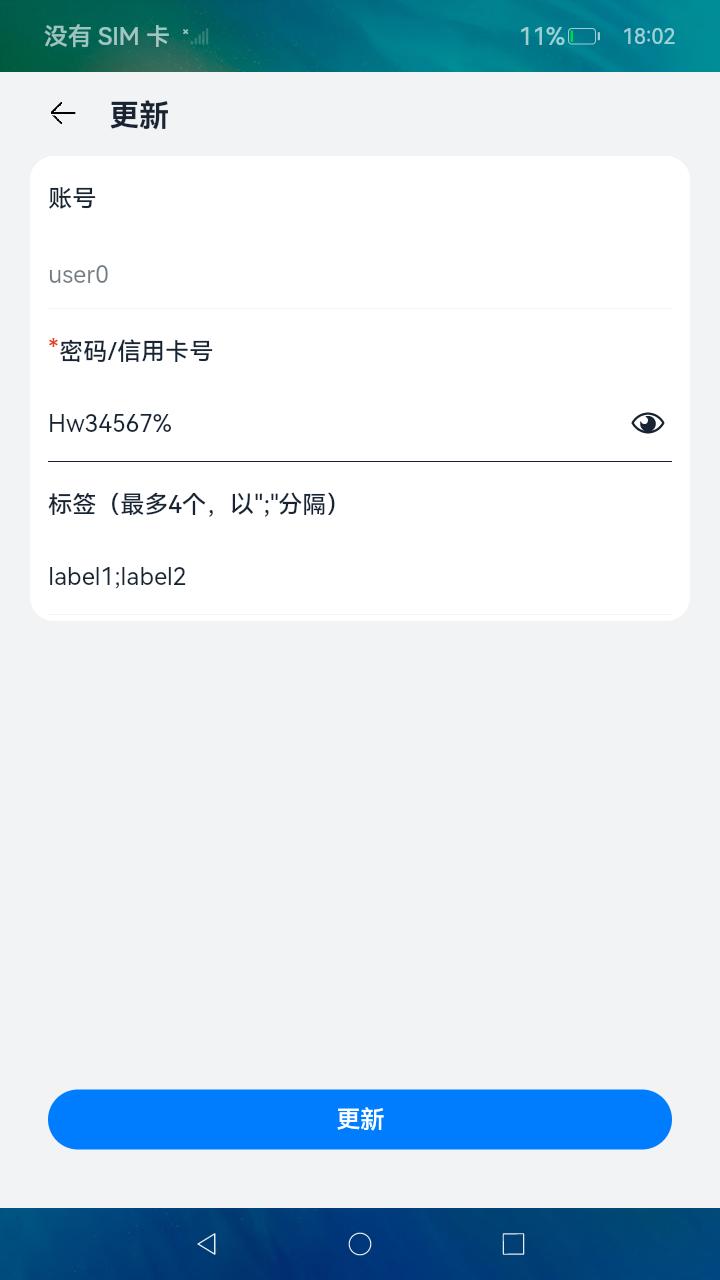 没有 SIM 卡
11%
18:02
更新
账号
user0
*密码/信用卡号
Hw34567%
标签（最多4个，以";"分隔）
label1;label2
更新